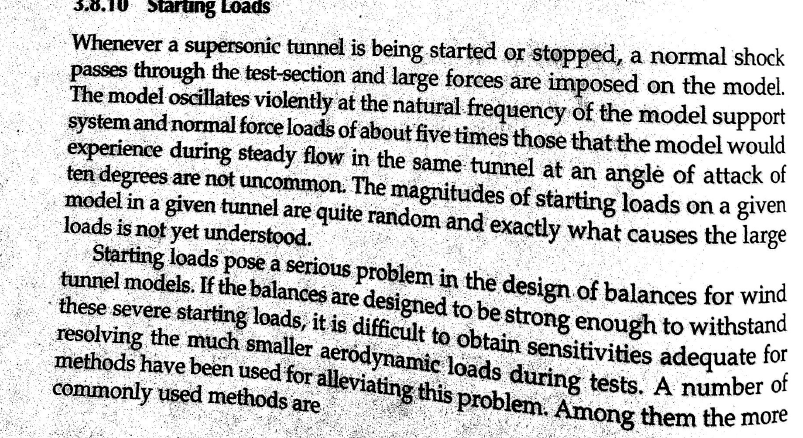 3.8.10 Starting Loads
Whenever a supersonic tunnel is being started or stopped, a normal shock
passes through the test-section and large forces are imposed on the model.
The model oscillates violently at the natural frequency of the model support
system and normal force loads of about five times those that the model would
experience during steady flow in the same tunnel at an angle of attack of
ten degrees are not uncommon. The magnitudes of starting loads on a given
model in a given tunnel are quite random and exactly what causes the large
loads is not yet understood.
Starting loads pose a serious problem in the design of balances for wind
tunnel models. If the balances are designed to be strong enough to withstand
these severe starting loads, it is difficult to obtain sensitivities adequate for
resolving the much smaller aerodynamic loads during tests. A number of
methods have been used for alleviating this problem. Among them the more
commonly used methods are